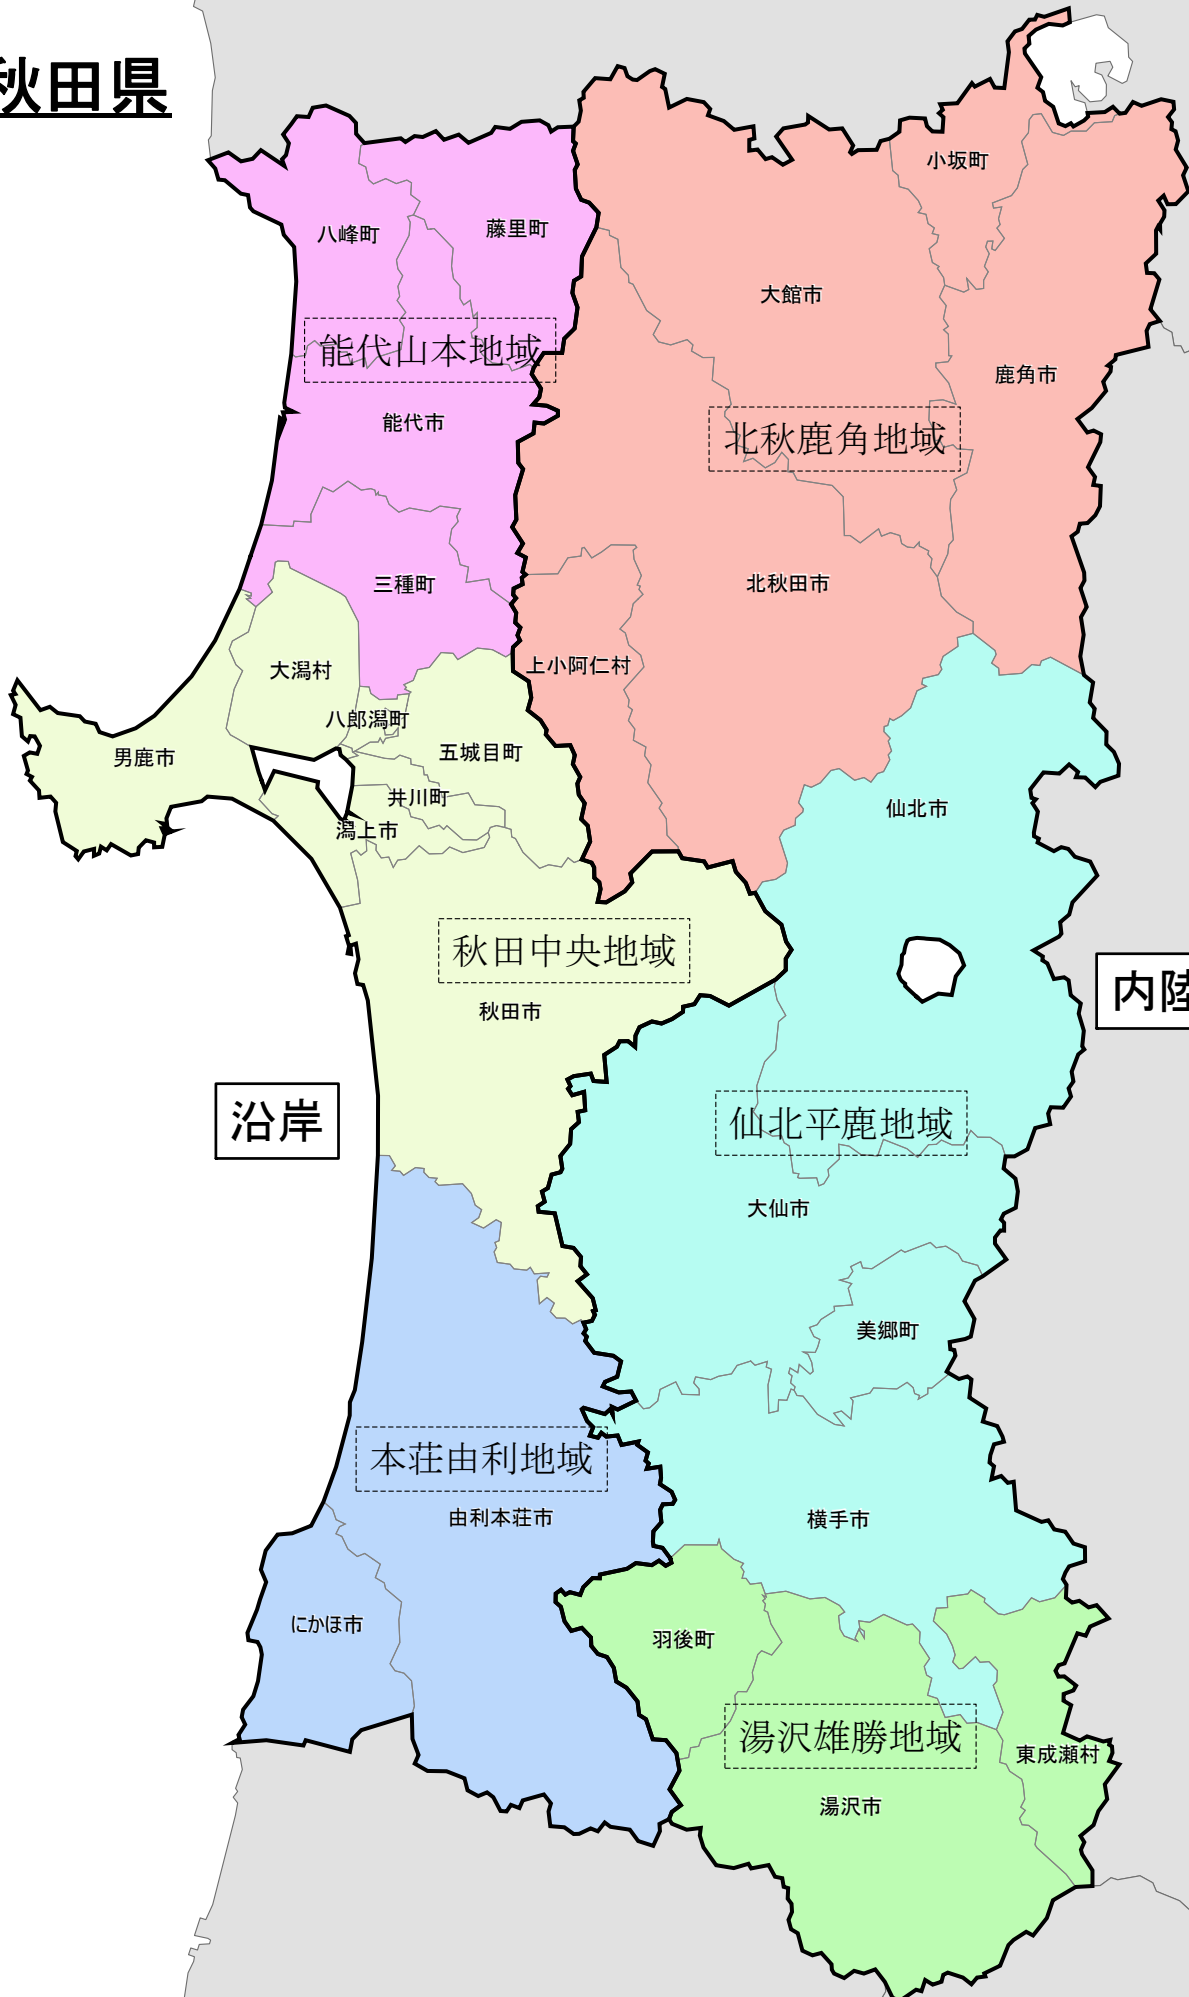 秋田県
小坂町
八峰町
藤里町
大館市
能代山本地域
鹿角市
能代市
北秋鹿角地域
三種町
北秋田市
大潟村
上小阿仁村
八郎潟町
男鹿市
五城目町
井川町
仙北市
潟上市
秋田中央地域
内陸
秋田市
沿岸
仙北平鹿地域
大仙市
美郷町
本荘由利地域
由利本荘市
横手市
にかほ市
羽後町
湯沢雄勝地域
東成瀬村
湯沢市